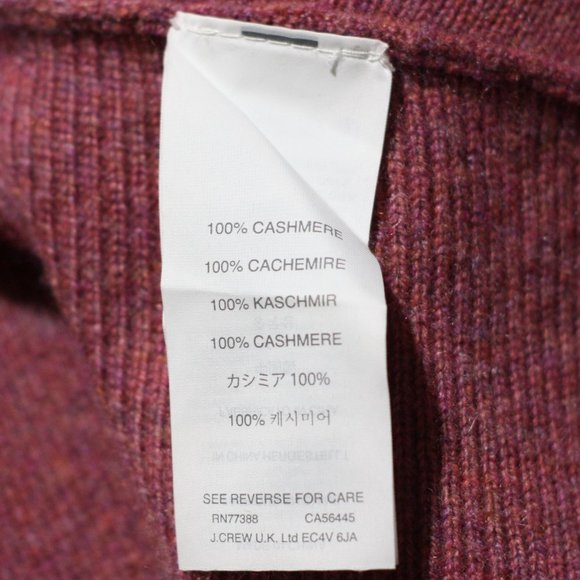 100% CASHMERE
100% CACHEMIRE
100% KASCHMIR
100% CASHMERE
カシミア 100%
100% 캐시미어
SEE REVERSE FOR CARE
RN77388 CA56445
J.CREW U.K. Ltd EC4V 6JA